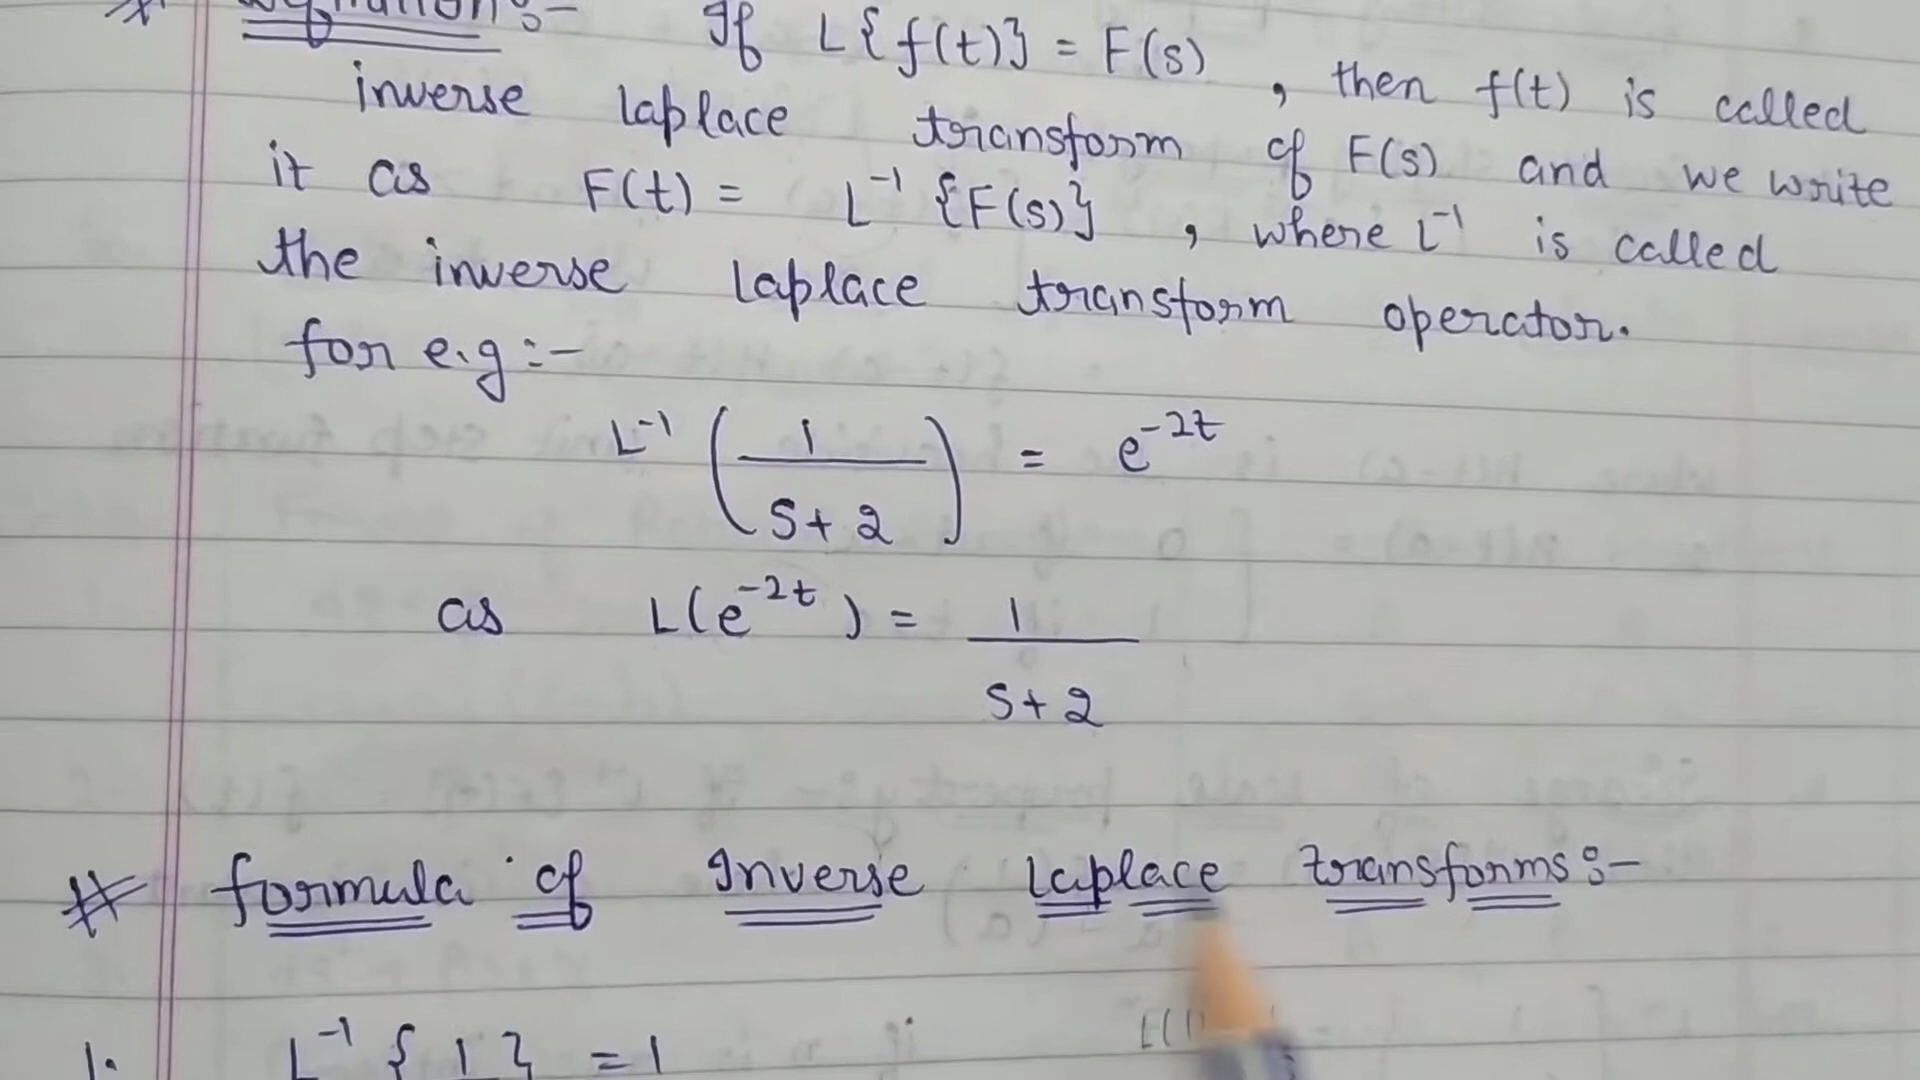 Definition:- If L{f(t)} = F(s), then f(t) is called
inverse laplace transform of F(s) and we write
it as F(t) = L⁻¹ {F(s)}, where L⁻¹ is called
the inverse Laplace transform operator.
for e.g:-
L⁻¹ (1/(s+2)) = e⁻²ᵗ
as L(e⁻²ᵗ) = 1/(s+2)
# formula of Inverse Laplace transforms:-
1. L⁻¹ { 1 } = 1 L(1